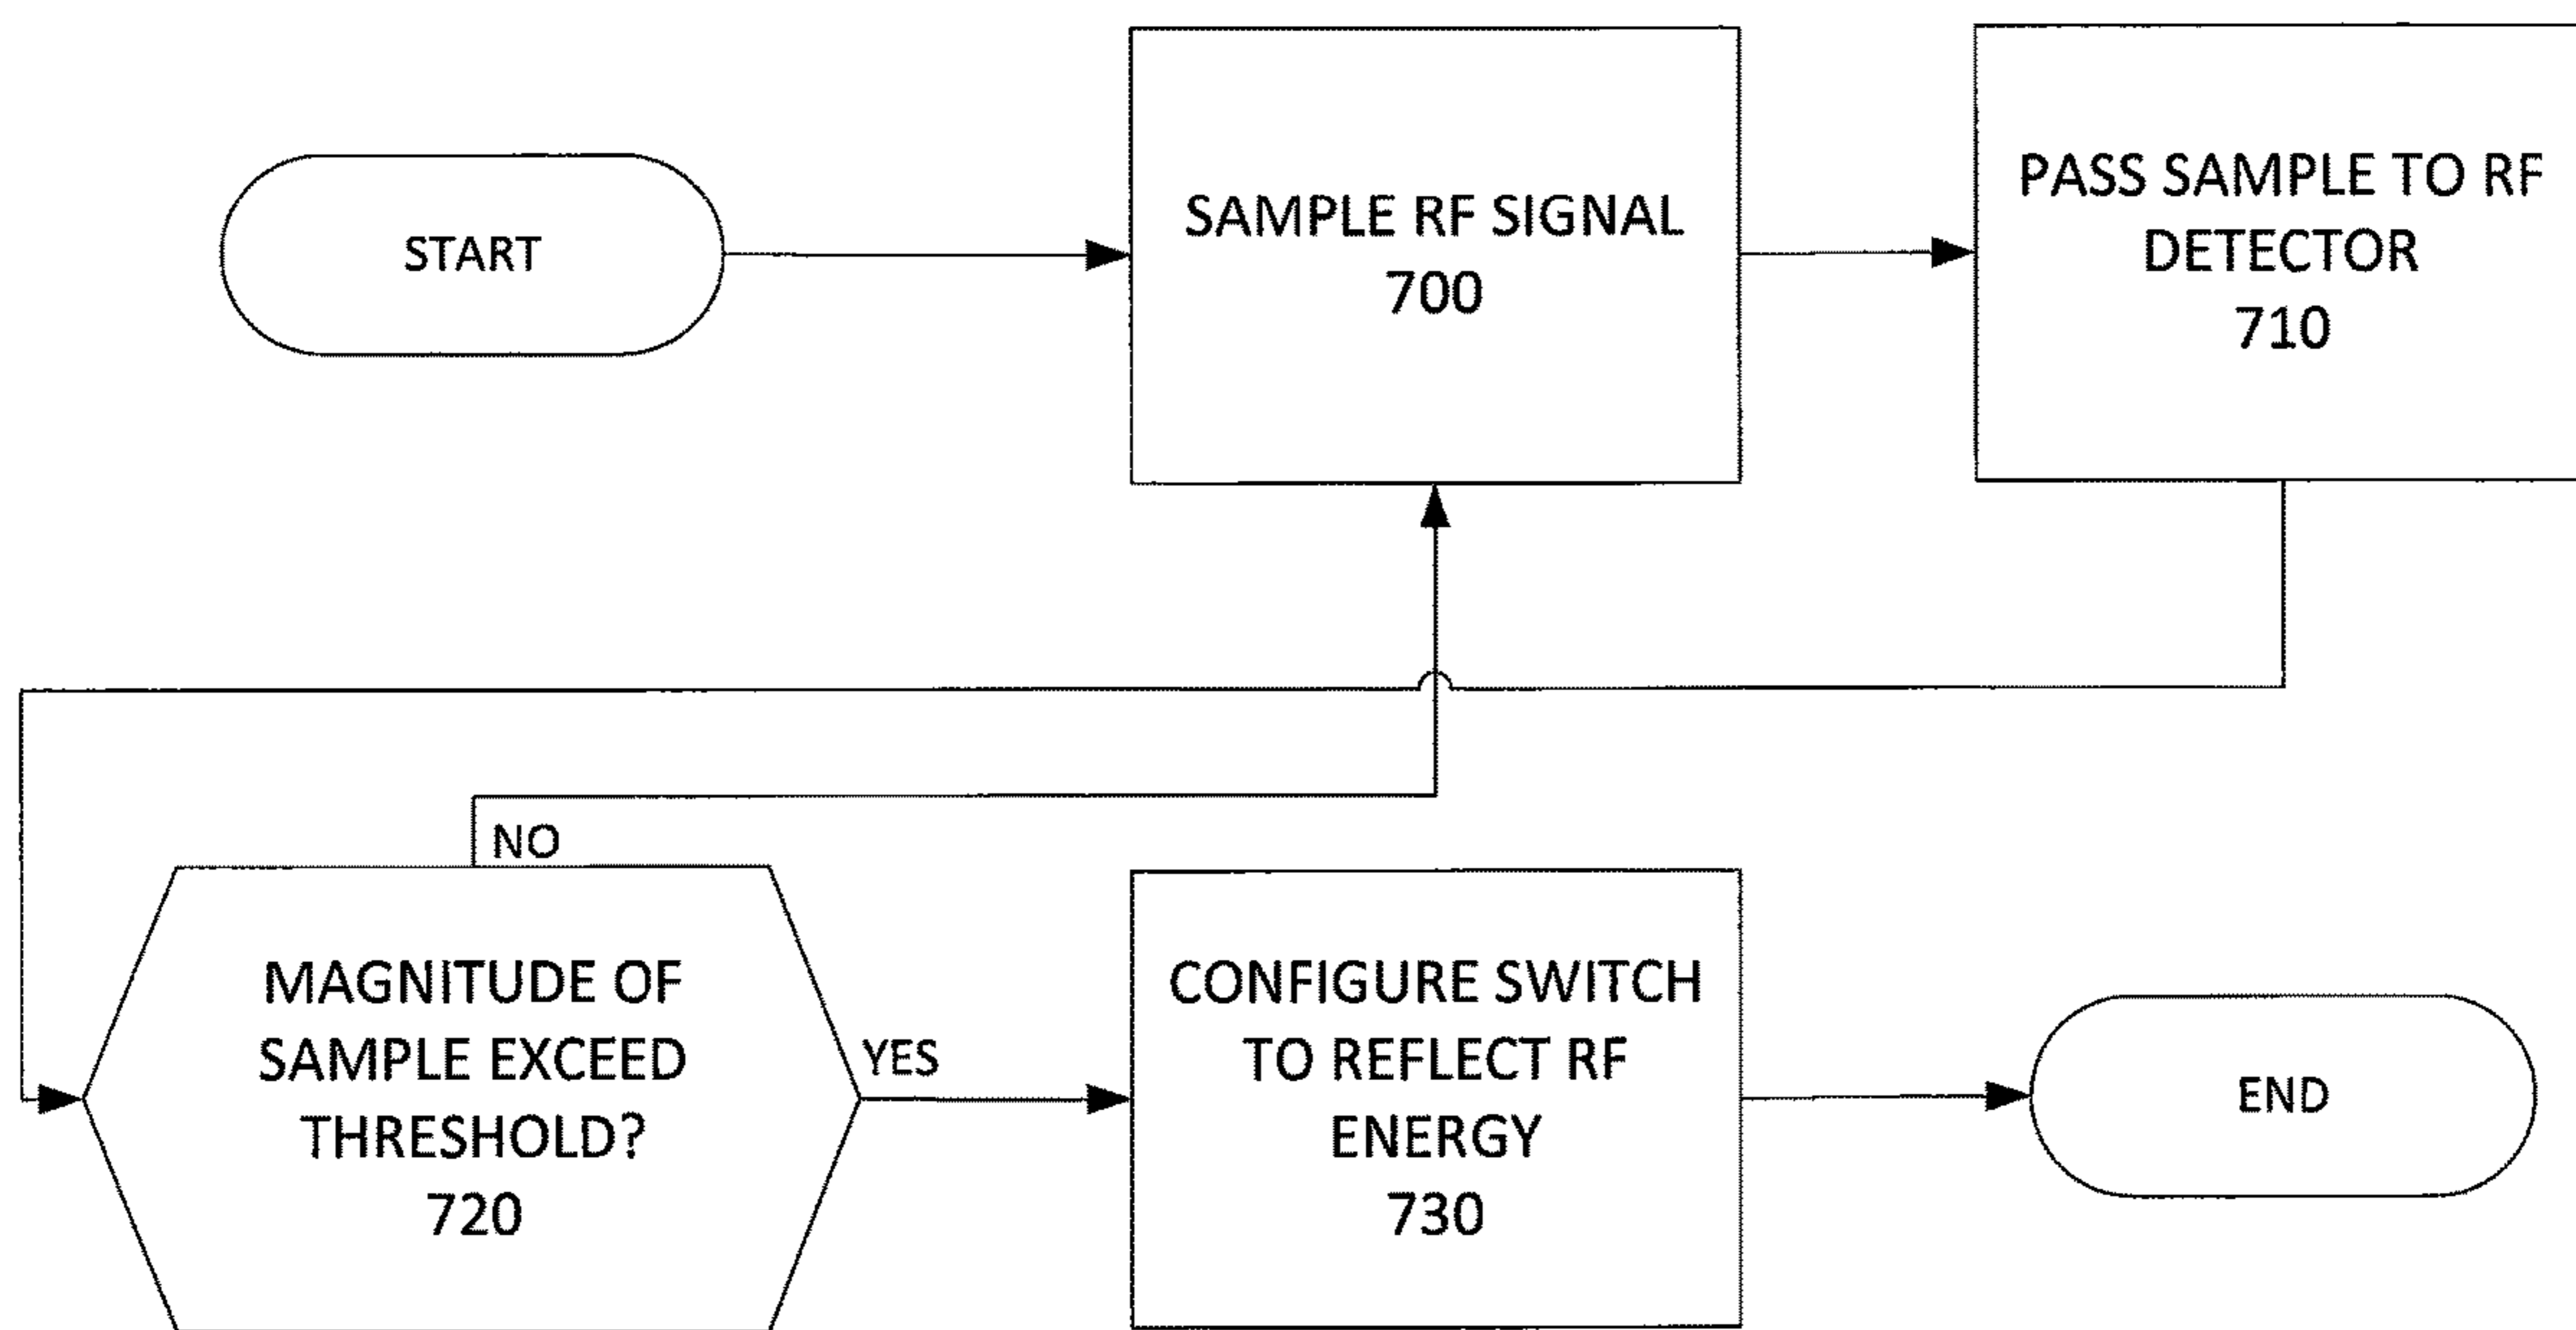 START
SAMPLE RF SIGNAL
700
PASS SAMPLE TO RF
DETECTOR
710
NO
MAGNITUDE OF
SAMPLE EXCEED
THRESHOLD?
720
YES
CONFIGURE SWITCH
TO REFLECT RF
ENERGY
730
END